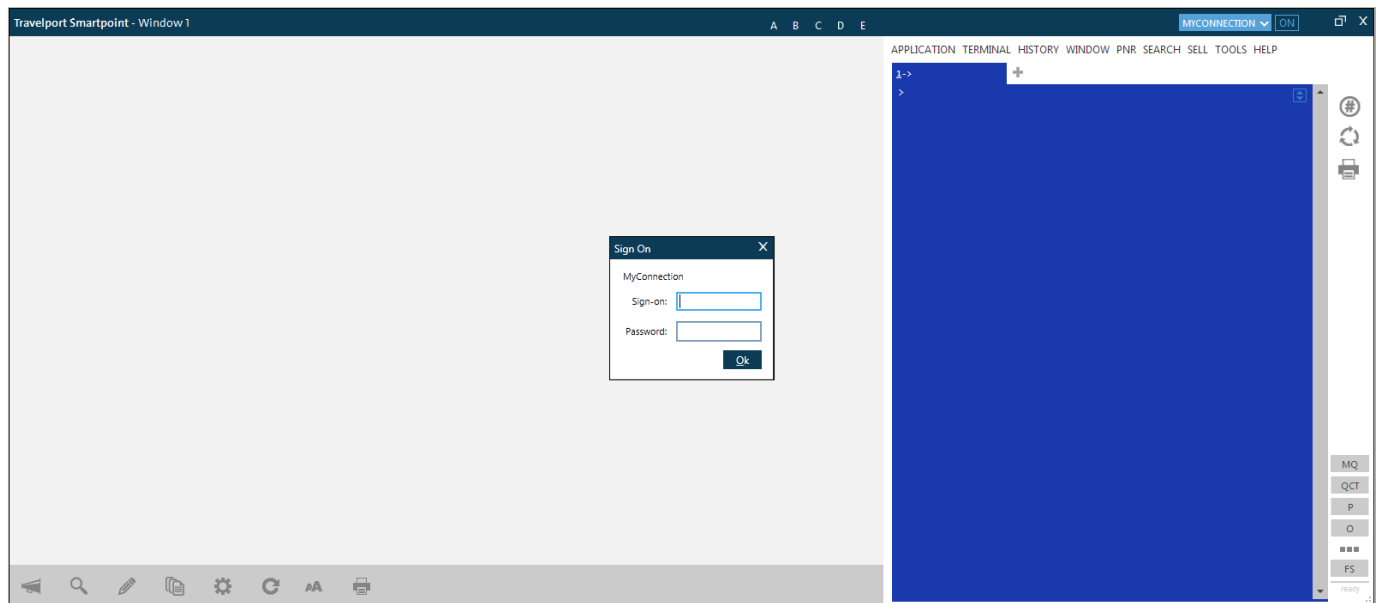 Travelport Smartpoint - Window 1
A B C D E
MYCONNECTION ON X
APPLICATION TERMINAL HISTORY WINDOW PNR SEARCH SELL TOOLS HELP
1-> +
>
#
Sign On X
MyConnection
Sign-on:
Password:
Ok
MQ
QCT
P
O
FS
AA
ready